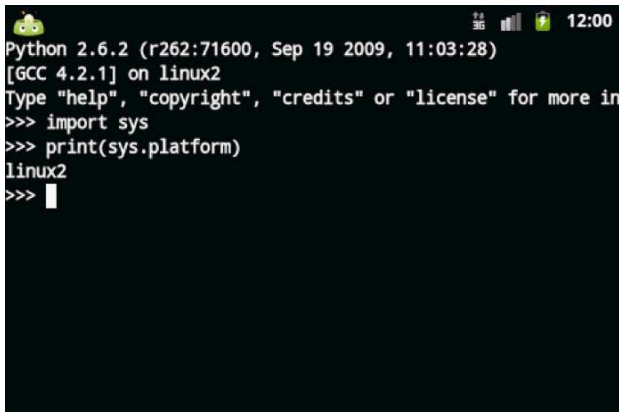 3G 12:00
Python 2.6.2 (r262:71600, Sep 19 2009, 11:03:28)
[GCC 4.2.1] on linux2
Type "help", "copyright", "credits" or "license" for more in
>>> import sys
>>> print(sys.platform)
linux2
>>>